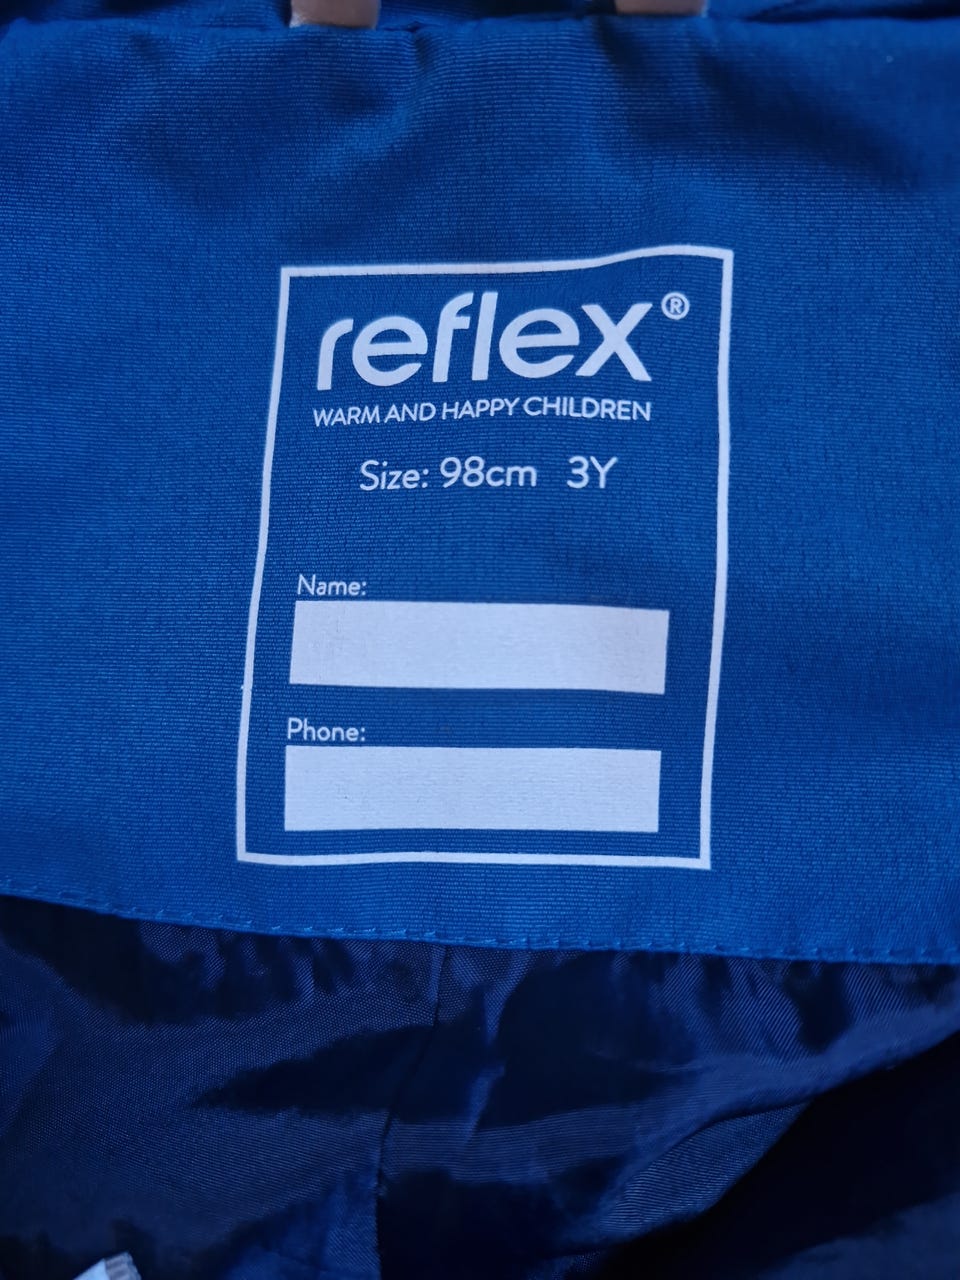 reflex®
WARM AND HAPPY CHILDREN
Size: 98cm 3Y
Name:
Phone: